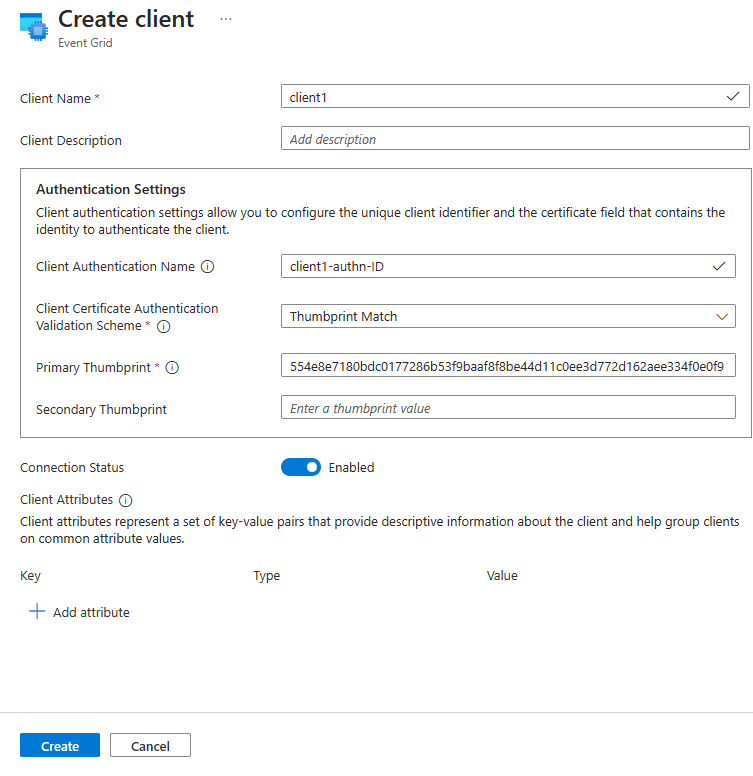 Create client ...
Event Grid
Client Name *
client1
Client Description
Add description
Authentication Settings
Client authentication settings allow you to configure the unique client identifier and the certificate field that contains the
identity to authenticate the client.
Client Authentication Name
client1-authn-ID
Client Certificate Authentication
Validation Scheme *
Thumbprint Match
Primary Thumbprint *
554e8e7180bdc0177286b53f9baaf8f8be44d11c0ee3d772d162aee334f0e0f9
Secondary Thumbprint
Enter a thumbprint value
Connection Status
Enabled
Client Attributes
Client attributes represent a set of key-value pairs that provide descriptive information about the client and help group clients
on common attribute values.
Key Type Value
Add attribute
Create Cancel